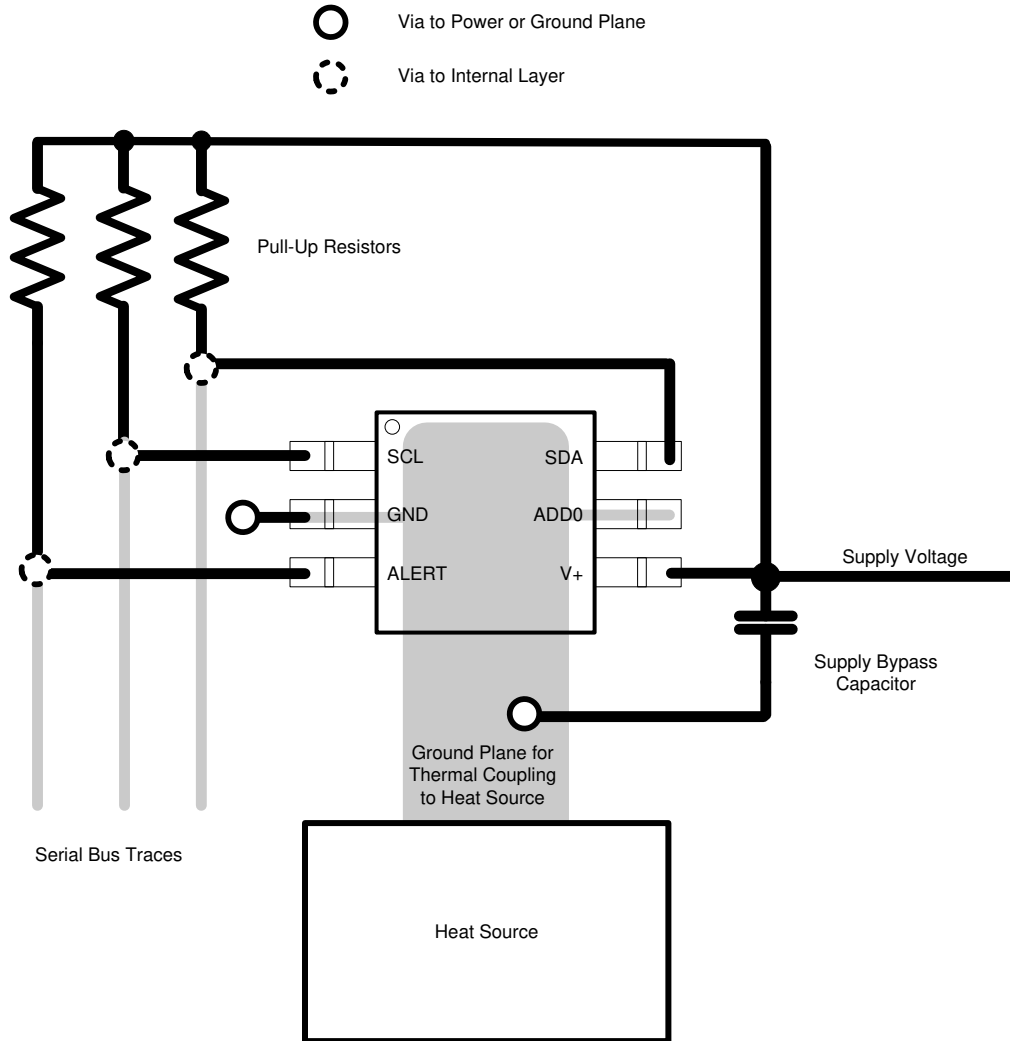 Via to Power or Ground Plane
Via to Internal Layer
Pull-Up Resistors
SCL
SDA
GND
ADD0
ALERT
V+
Supply Voltage
Supply Bypass
Capacitor
Ground Plane for
Thermal Coupling
to Heat Source
Serial Bus Traces
Heat Source